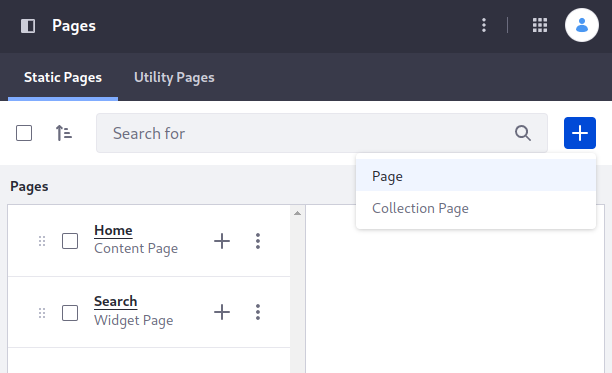 Pages
Static Pages
Utility Pages
Search for
Page
Collection Page
Pages
Home
Content Page
Search
Widget Page